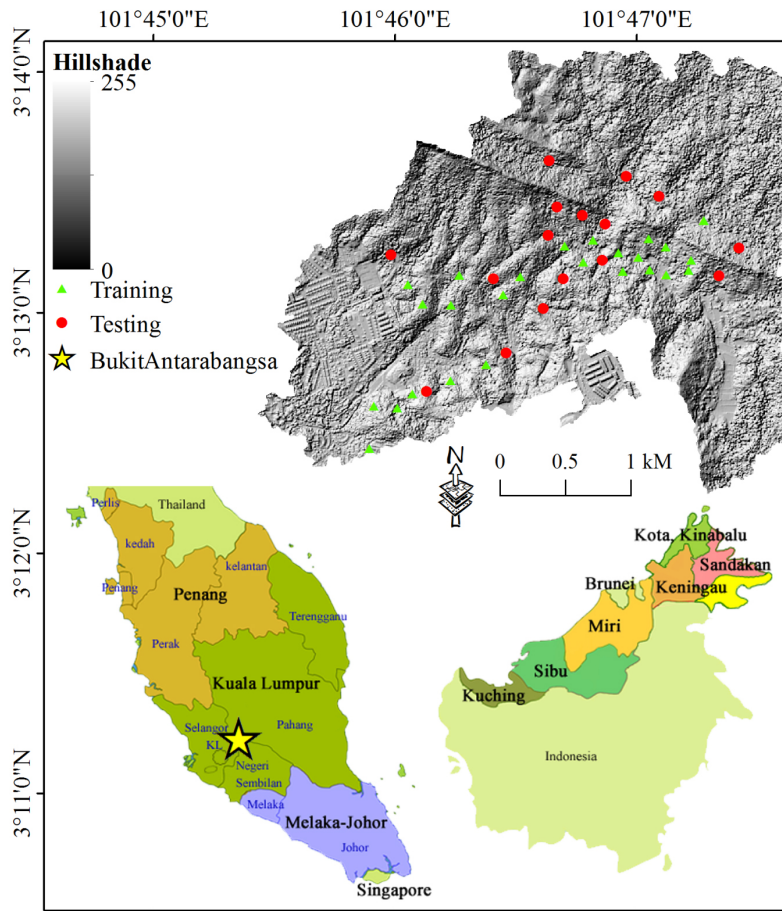 101°45'0"E
101°46'0"E
101°47'0"E
3°14'0"N
Hillshade
255
0
Training
Testing
BukitAntarabangsa
3°13'0"N
N
0
0.5
1 kM
3°12'0"N
Perlis
Thailand
kedah
kelantan
Penang
Penang
Terengganu
Perak
Kuala Lumpur
Selangor
Pahang
KL
Negeri
Sembilan
Melaka
Melaka-Johor
Johor
Singapore
Kota, Kinabalu
Sandakan
Brunei
Keningau
Miri
Sibu
Kuching
Indonesia
3°11'0"N